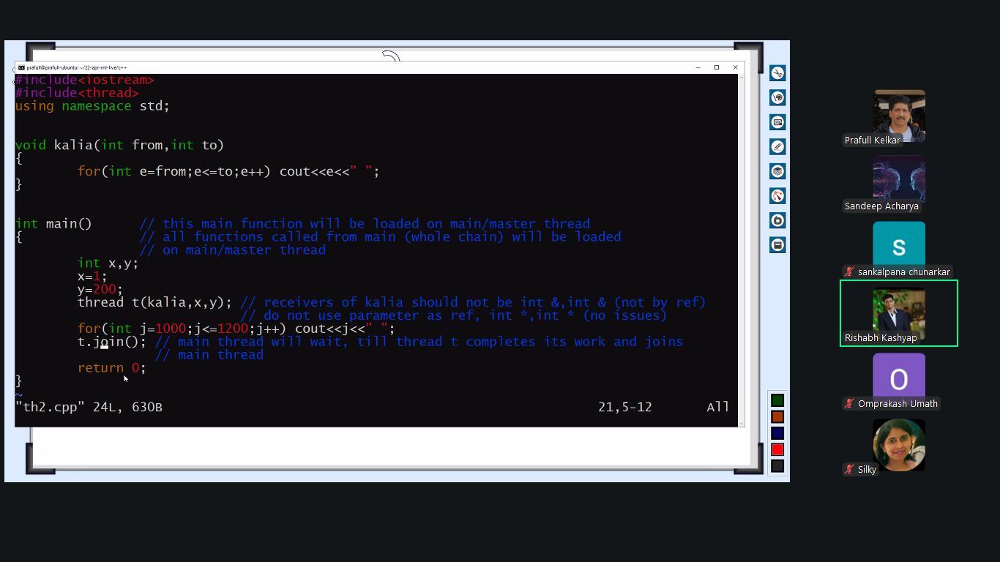 prafull@prafull-ubuntu: ~/22-apr-ml-live/c++
#include<iostream>
#include<thread>
using namespace std;
void kalia(int from,int to)
{
for(int e=from;e<=to;e++) cout<<e<<" ";
}
int main() // this main function will be loaded on main/master thread
{ // all functions called from main (whole chain) will be loaded
// on main/master thread
int x,y;
x=1;
y=200;
thread t(kalia,x,y); // receivers of kalia should not be int &,int & (not by ref)
// do not use parameter as ref, int *,int * (no issues)
for(int j=1000;j<=1200;j++) cout<<j<<" ";
t.join(); // main thread will wait, till thread t completes its work and joins
// main thread
return 0;
}
~
"th2.cpp" 24L, 630B 21,5-12 All
Prafull Kelkar
Sandeep Acharya
s
sankalpana chunarkar
Rishabh Kashyap
O
Omprakash Umath
Silky